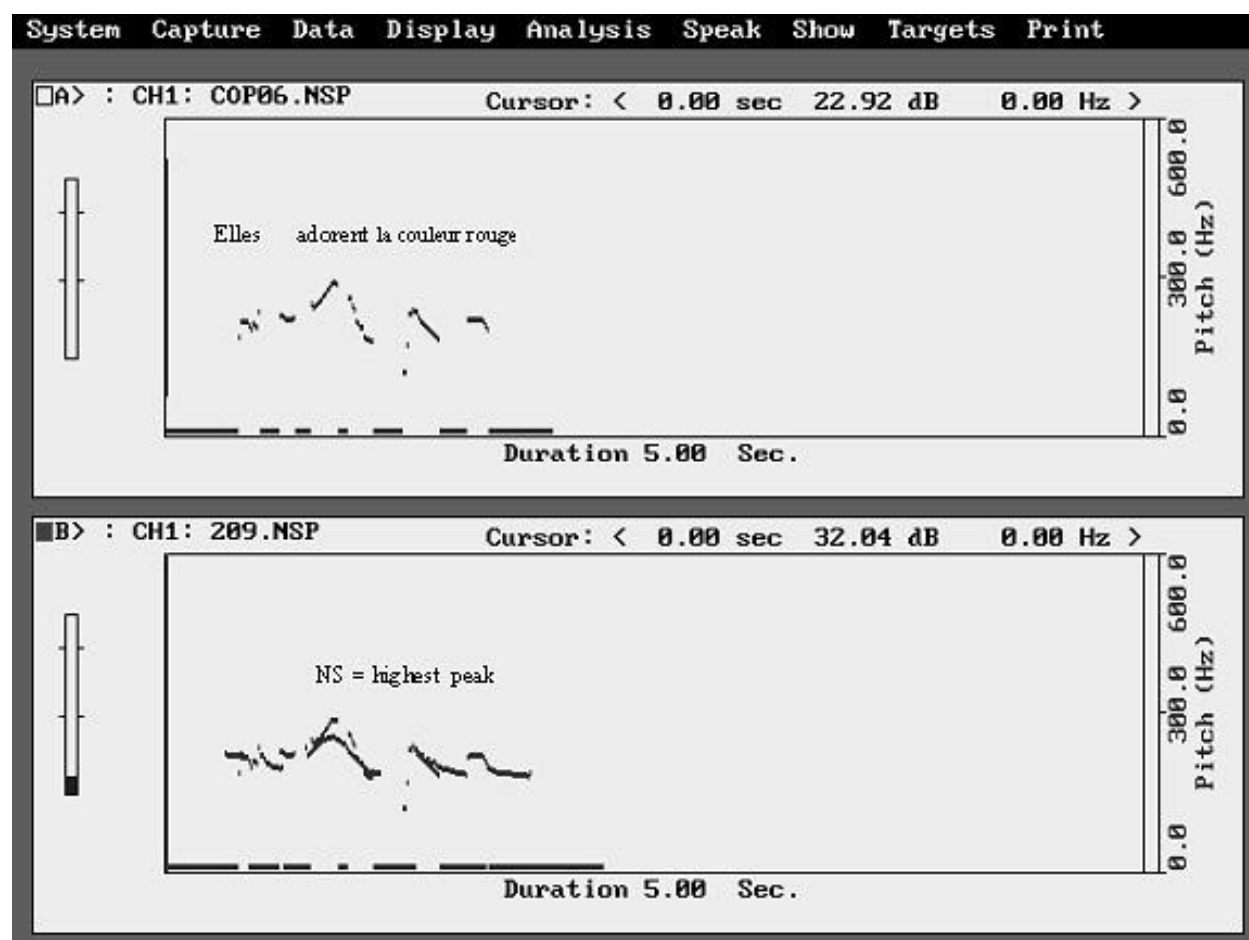 System Capture Data Display Analysis Speak Show Targets Print
□A> : CH1: COP06.NSP Cursor: < 0.00 sec 22.92 dB 0.00 Hz >
Elles adorent la couleur rouge
600.0
300.0
0.0
Pitch (Hz)
Duration 5.00 Sec.
■B> : CH1: 209.NSP Cursor: < 0.00 sec 32.04 dB 0.00 Hz >
NS = highest peak
600.0
300.0
0.0
Pitch (Hz)
Duration 5.00 Sec.